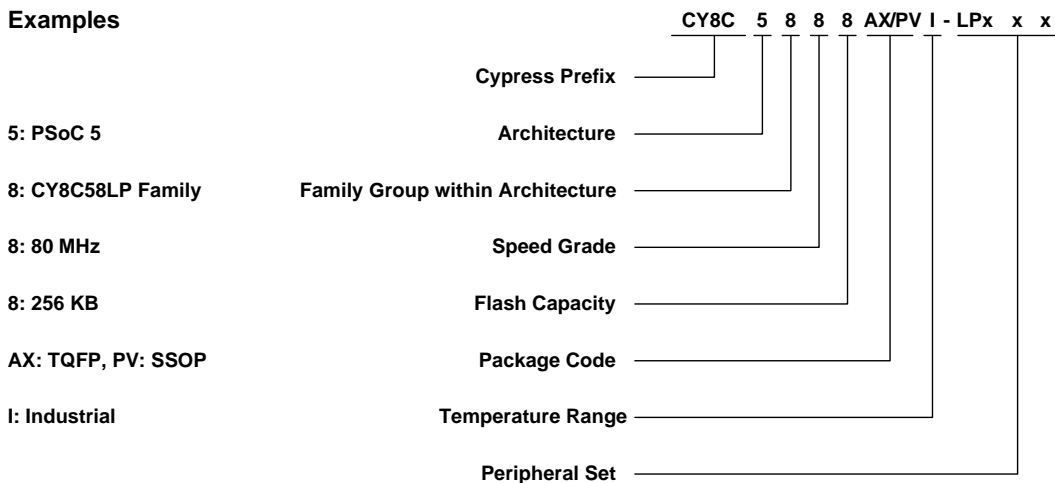 Examples CY8C 5 8 8 8 AX/PV I - LPx x x
Cypress Prefix
5: PSoC 5 Architecture
8: CY8C58LP Family Family Group within Architecture
8: 80 MHz Speed Grade
8: 256 KB Flash Capacity
AX: TQFP, PV: SSOP Package Code
I: Industrial Temperature Range
Peripheral Set